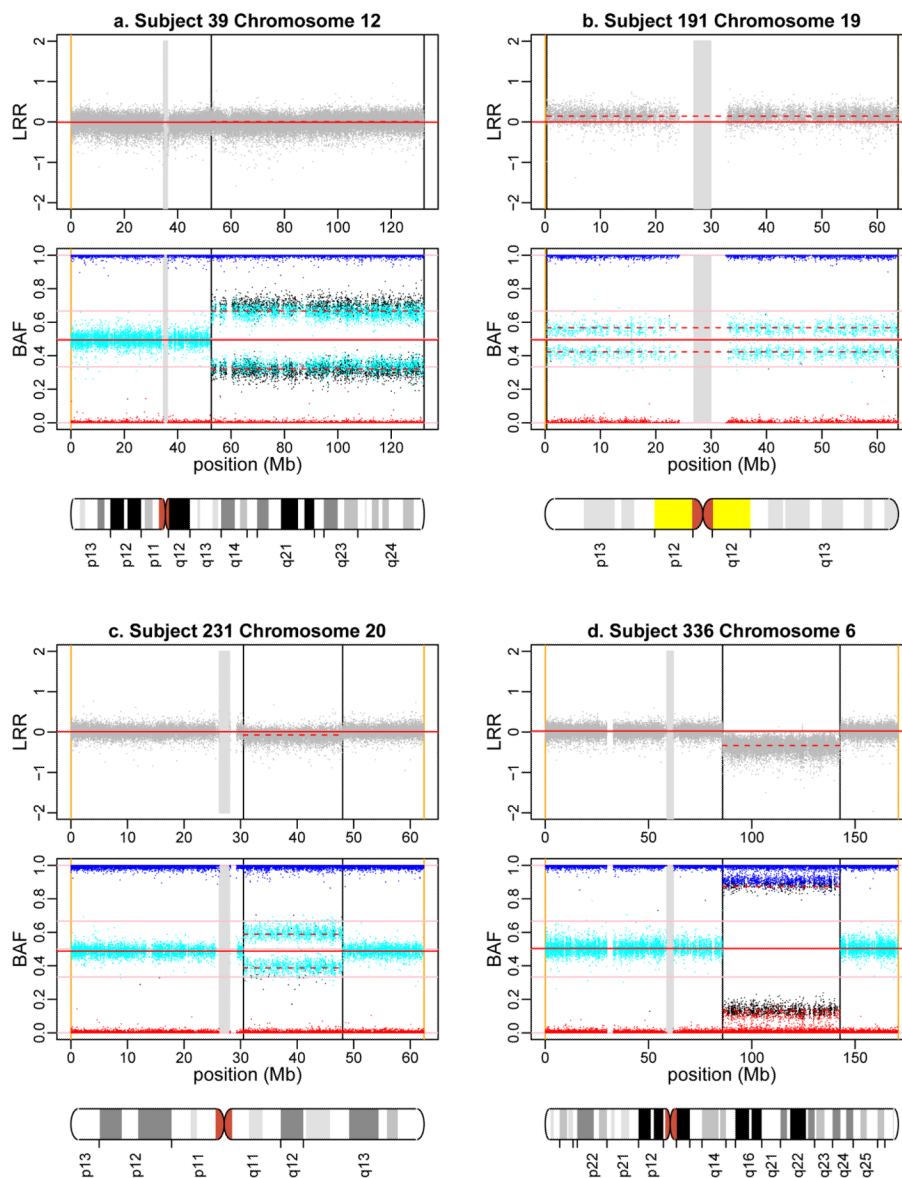 a. Subject 39 Chromosome 12
LRR
2
1
0
−1
−2
0 20 40 60 80 100 120
BAF
1.0
0.8
0.6
0.4
0.2
0.0
0 20 40 60 80 100 120
position (Mb)
p13 p12 p11 q12 q13 q14 q21 q23 q24
b. Subject 191 Chromosome 19
LRR
2
1
0
−1
−2
0 10 20 30 40 50 60
BAF
1.0
0.8
0.6
0.4
0.2
0.0
0 10 20 30 40 50 60
position (Mb)
p13 p12 q12 q13
c. Subject 231 Chromosome 20
LRR
2
1
0
−1
−2
0 10 20 30 40 50 60
BAF
1.0
0.8
0.6
0.4
0.2
0.0
0 10 20 30 40 50 60
position (Mb)
p13 p12 p11 q11 q12 q13
d. Subject 336 Chromosome 6
LRR
2
1
0
−1
−2
0 50 100 150
BAF
1.0
0.8
0.6
0.4
0.2
0.0
0 50 100 150
position (Mb)
p22 p21 p12 q14 q16 q21 q22 q23 q24 q25